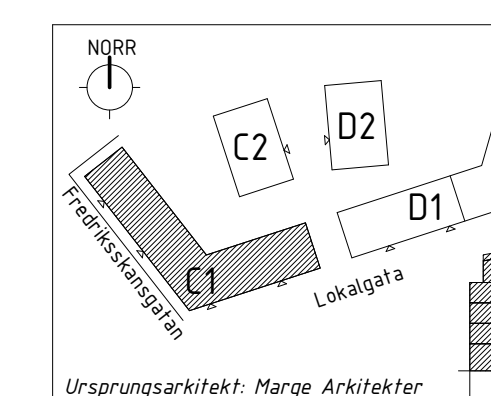 NORR
C2
D2
D1
C1
Fredriksskansgatan
Lokalgata
Ursprungsarkitekt: Marge Arkitekter